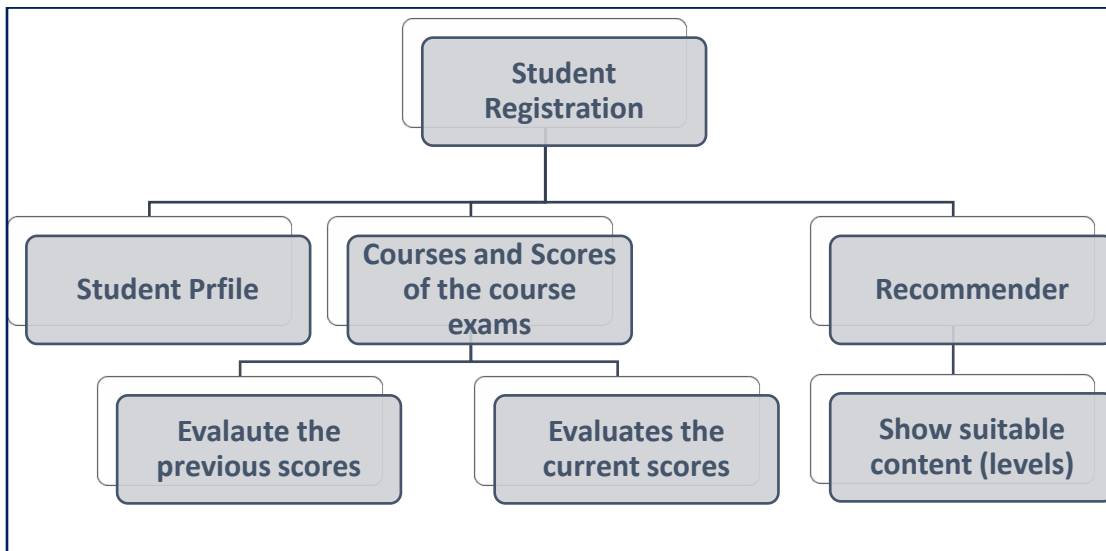 Student
Registration
Student Prfile
Courses and Scores
of the course
exams
Recommender
Evalaute the
previous scores
Evaluates the
current scores
Show suitable
content (levels)